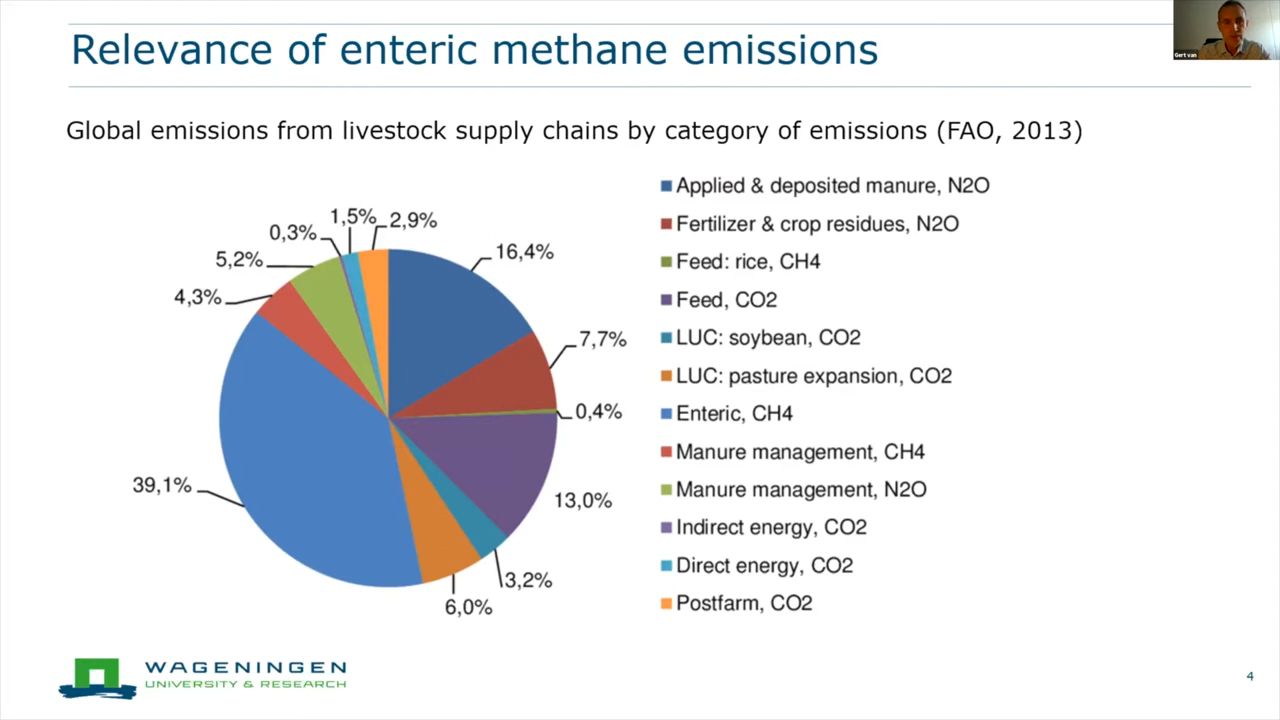 Relevance of enteric methane emissions
Gert van
Global emissions from livestock supply chains by category of emissions (FAO, 2013)
1,5%
2,9%
0,3%
16,4%
5,2%
4,3%
7,7%
0,4%
39,1%
13,0%
3,2%
6,0%
Applied & deposited manure, N2O
Fertilizer & crop residues, N2O
Feed: rice, CH4
Feed, CO2
LUC: soybean, CO2
LUC: pasture expansion, CO2
Enteric, CH4
Manure management, CH4
Manure management, N2O
Indirect energy, CO2
Direct energy, CO2
Postfarm, CO2
WAGENINGEN
UNIVERSITY & RESEARCH
4